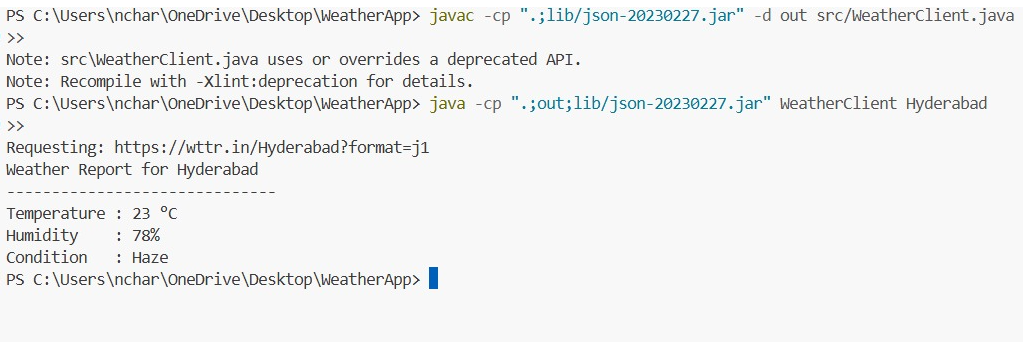 PS C:\Users\nchar\OneDrive\Desktop\WeatherApp> javac -cp ".;lib/json-20230227.jar" -d out src/WeatherClient.java
>>
Note: src\WeatherClient.java uses or overrides a deprecated API.
Note: Recompile with -Xlint:deprecation for details.
PS C:\Users\nchar\OneDrive\Desktop\WeatherApp> java -cp ".;out;lib/json-20230227.jar" WeatherClient Hyderabad
>>
Requesting: https://wttr.in/Hyderabad?format=j1
Weather Report for Hyderabad
------------------------------
Temperature : 23 °C
Humidity    : 78%
Condition   : Haze
PS C:\Users\nchar\OneDrive\Desktop\WeatherApp>